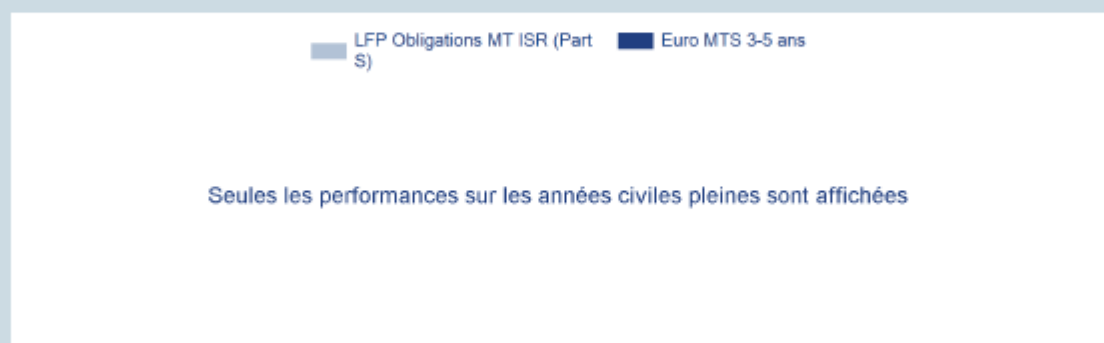 LFP Obligations MT ISR (Part
S)
Euro MTS 3-5 ans
Seules les performances sur les années civiles pleines sont affichées